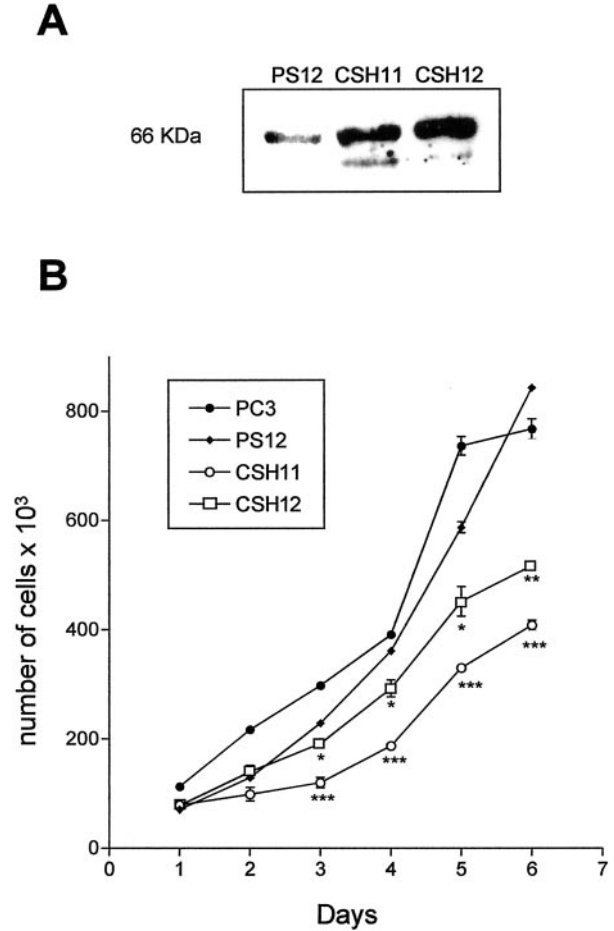 A
PS12 CSH11 CSH12
66 KDa
B
PC3
PS12
CSH11
CSH12
number of cells x 10³
800
600
400
200
0
*
***
*
***
*
***
**
***
0 1 2 3 4 5 6 7
Days